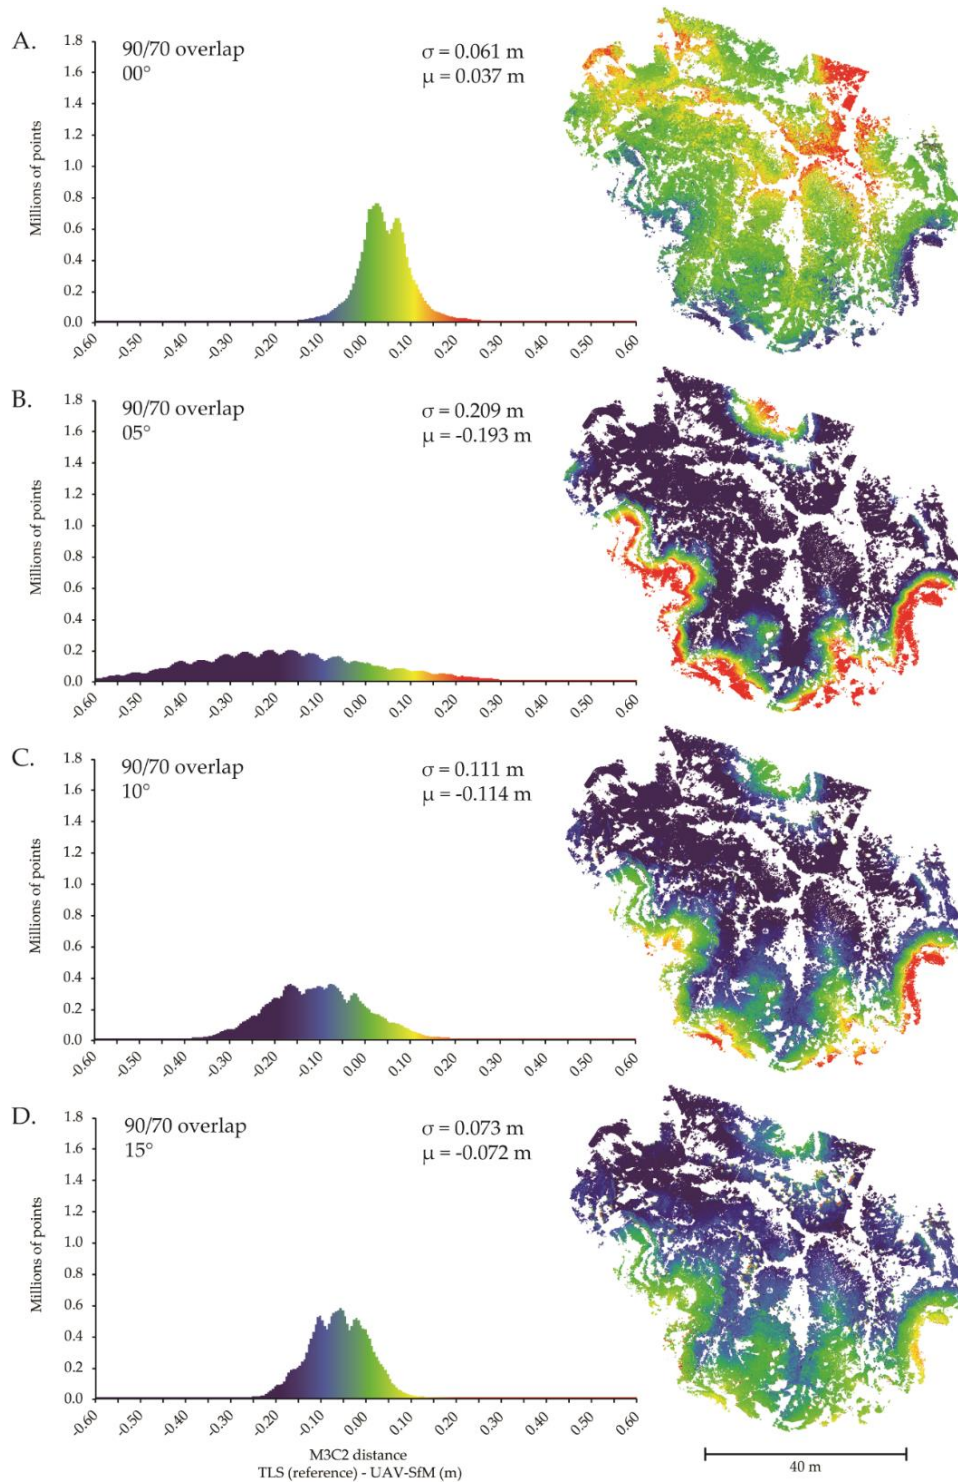 A.
90/70 overlap
00°
σ = 0.061 m
μ = 0.037 m
Millions of points
1.8
1.6
1.4
1.2
1.0
0.8
0.6
0.4
0.2
0.0
-0.60 -0.50 -0.40 -0.30 -0.20 -0.10 0.00 0.10 0.20 0.30 0.40 0.50 0.60
B.
90/70 overlap
05°
σ = 0.209 m
μ = -0.193 m
Millions of points
1.8
1.6
1.4
1.2
1.0
0.8
0.6
0.4
0.2
0.0
-0.60 -0.50 -0.40 -0.30 -0.20 -0.10 0.00 0.10 0.20 0.30 0.40 0.50 0.60
C.
90/70 overlap
10°
σ = 0.111 m
μ = -0.114 m
Millions of points
1.8
1.6
1.4
1.2
1.0
0.8
0.6
0.4
0.2
0.0
-0.60 -0.50 -0.40 -0.30 -0.20 -0.10 0.00 0.10 0.20 0.30 0.40 0.50 0.60
D.
90/70 overlap
15°
σ = 0.073 m
μ = -0.072 m
Millions of points
1.8
1.6
1.4
1.2
1.0
0.8
0.6
0.4
0.2
0.0
-0.60 -0.50 -0.40 -0.30 -0.20 -0.10 0.00 0.10 0.20 0.30 0.40 0.50 0.60
M3C2 distance
TLS (reference) - UAV-SfM (m)
40 m